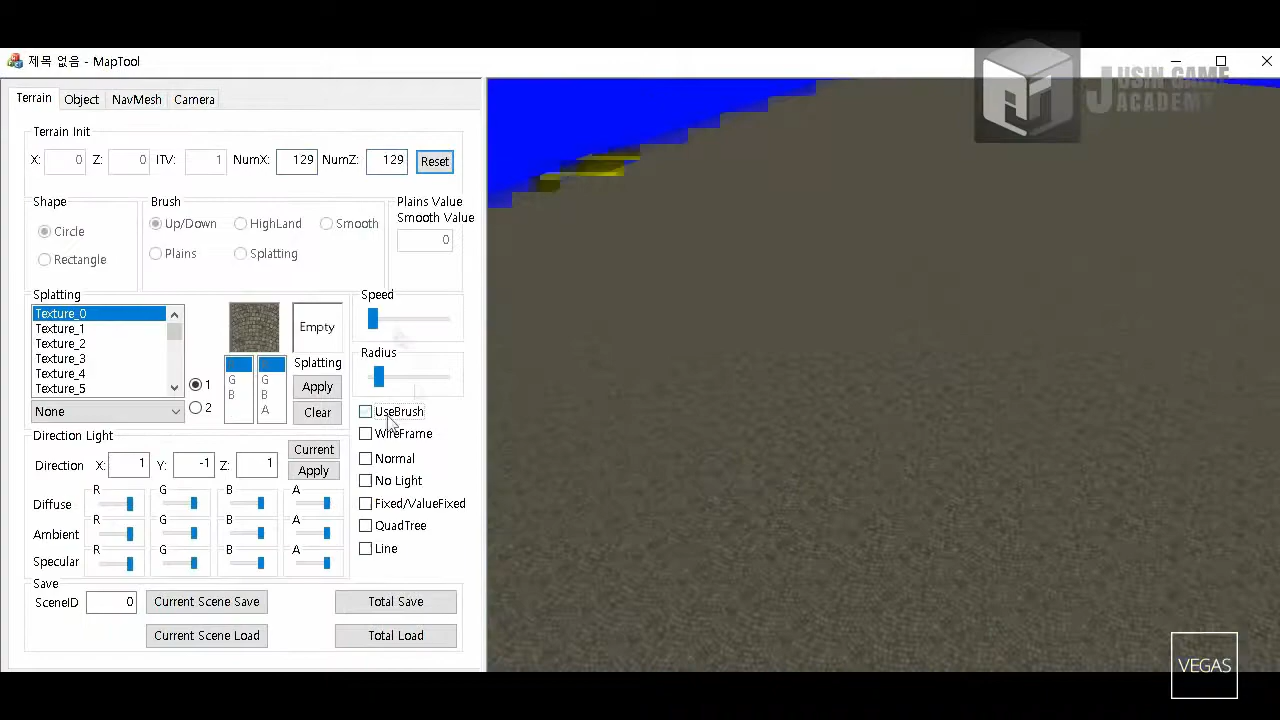 제목 없음 - MapTool
JUSIN GAME
ACADEMY
Terrain Object NavMesh Camera
Terrain Init
X: 0 Z: 0 ITV: 1 NumX: 129 NumZ: 129 Reset
Shape
Circle
Rectangle
Brush
Up/Down HighLand Smooth
Plains Splatting
Plains Value
Smooth Value
0
Splatting
Texture_0
Texture_1
Texture_2
Texture_3
Texture_4
Texture_5
None
1
2
G
B
G
B
A
Empty
Splatting
Apply
Clear
Speed
Radius
UseBrush
WireFrame
Normal
No Light
Fixed/ValueFixed
QuadTree
Line
Direction Light
Direction X: 1 Y: -1 Z: 1
Current
Apply
R G B A
Diffuse
R G B A
Ambient
R G B A
Specular
Save
SceneID 0 Current Scene Save Total Save
Current Scene Load Total Load
VEGAS